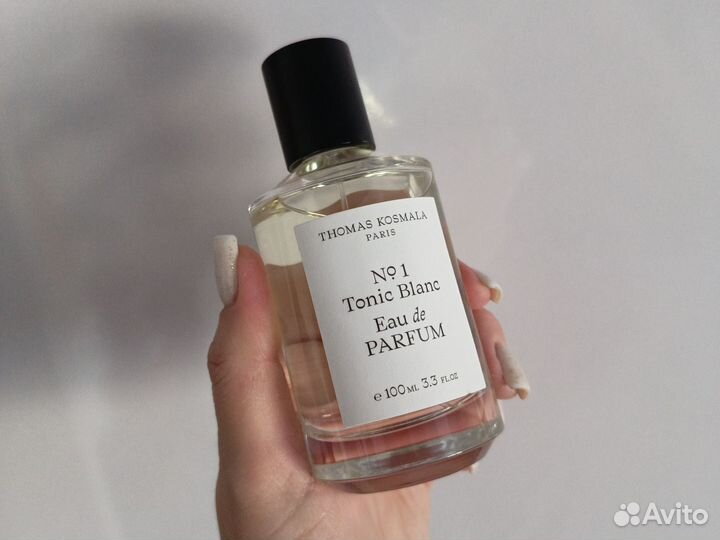 THOMAS KOSMALA
PARIS
Nº 1
Tonic Blanc
Eau de
PARFUM
e 100 ML 3.3 FL.OZ
Avito